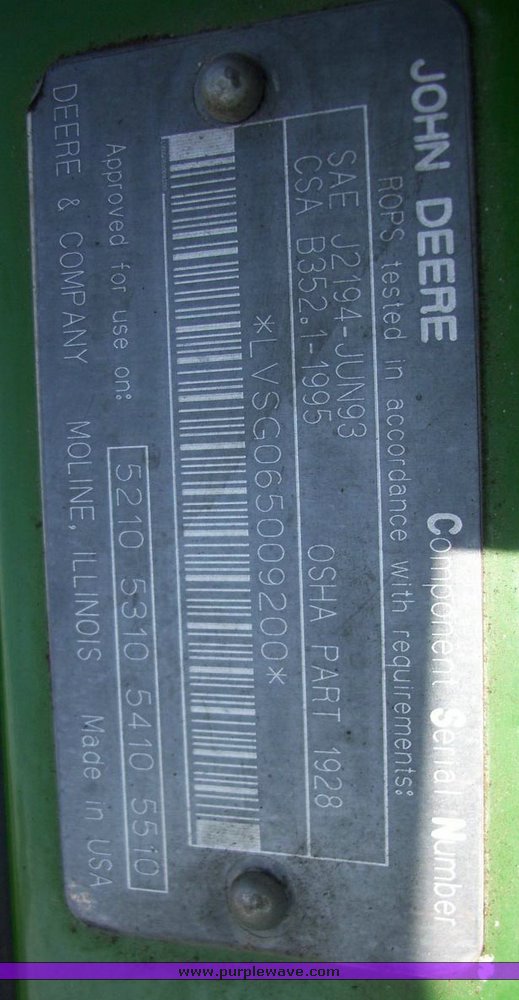 JOHN DEERE Component Serial Number
ROPS tested in accordance with requirements:
SAE J2194-JUN93 OSHA PART 1928
CSA B352.1-1995
*LVSG065009200*
Approved for use on: 5210 5310 5410 5510
DEERE & COMPANY MOLINE, ILLINOIS Made in USA
www.purplewave.com